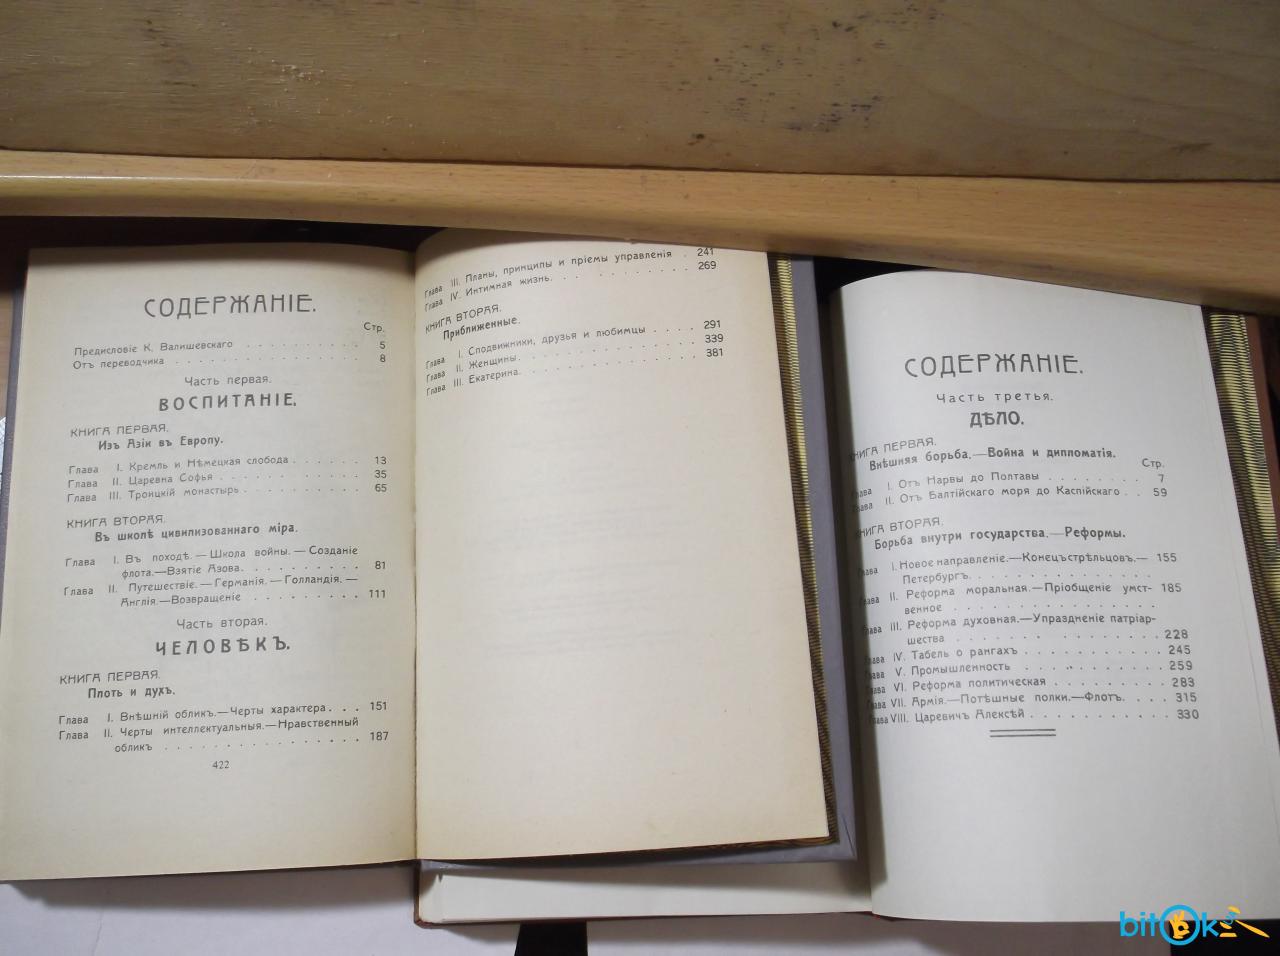 СОДЕРЖАНІЕ.
Стр.
Предисловіе К. Валишевскаго . . . . . . . . . . . 5
Отъ переводчика . . . . . . . . . . . . . . . . 8
Часть первая.
ВОСПИТАНІЕ.
КНИГА ПЕРВАЯ.
Изъ Азіи въ Европу.
Глава I. Кремль и Нѣмецкая слобода . . . . . . 13
Глава II. Царевна Софья . . . . . . . . . . . 35
Глава III. Троицкій монастырь . . . . . . . . . 65
КНИГА ВТОРАЯ.
Въ школѣ цивилизованнаго міра.
Глава I. Въ походѣ. — Школа войны. — Созданіе
флота.—Взятіе Азова. . . . . . . . . . 81
Глава II. Путешествіе. — Германія. — Голландія. —
Англія.—Возвращеніе . . . . . . . . . 111
Часть вторая.
ЧЕЛОВѢКЪ.
КНИГА ПЕРВАЯ.
Плоть и духъ.
Глава I. Внѣшній обликъ.—Черты характера . . . 151
Глава II. Черты интеллектуальныя.—Нравственный
обликъ . . . . . . . . . . . . . . . 187
422
Глава III. Планы, принципы и пріемы управленія . 241
Глава IV. Интимная жизнь. . . . . . . . . . . 269
КНИГА ВТОРАЯ.
Приближенные.
Глава I. Сподвижники, друзья и любимцы . . . . 291
Глава II. Женщины. . . . . . . . . . . . . . 339
Глава III. Екатерина. . . . . . . . . . . . . . 381
СОДЕРЖАНІЕ.
Часть третья.
ДѢЛО.
КНИГА ПЕРВАЯ.
Внѣшняя борьба.—Война и дипломатія.
Стр.
Глава I. Отъ Нарвы до Полтавы . . . . . . . . 7
Глава II. Отъ Балтійскаго моря до Каспійскаго . . 59
КНИГА ВТОРАЯ.
Борьба внутри государства.—Реформы.
Глава I. Новое направленіе.—Конецъ стрѣльцовъ.— 155
Петербургъ. . . . . . . . . . . . . .
Глава II. Реформа моральная.—Пріобщеніе умст- 185
венное . . . . . . . . . . . . . . .
Глава III. Реформа духовная.—Упраздненіе патріар-
шества . . . . . . . . . . . . . . . 228
Глава IV. Табель о рангахъ . . . . . . . . . . . 245
Глава V. Промышленность . . . . . . . . . . . 259
Глава VI. Реформа политическая . . . . . . . . . 283
Глава VII. Армія.—Потѣшные полки.—Флотъ. . . . . 315
Глава VIII. Царевичъ Алексѣй . . . . . . . . . . . 330
bitOk